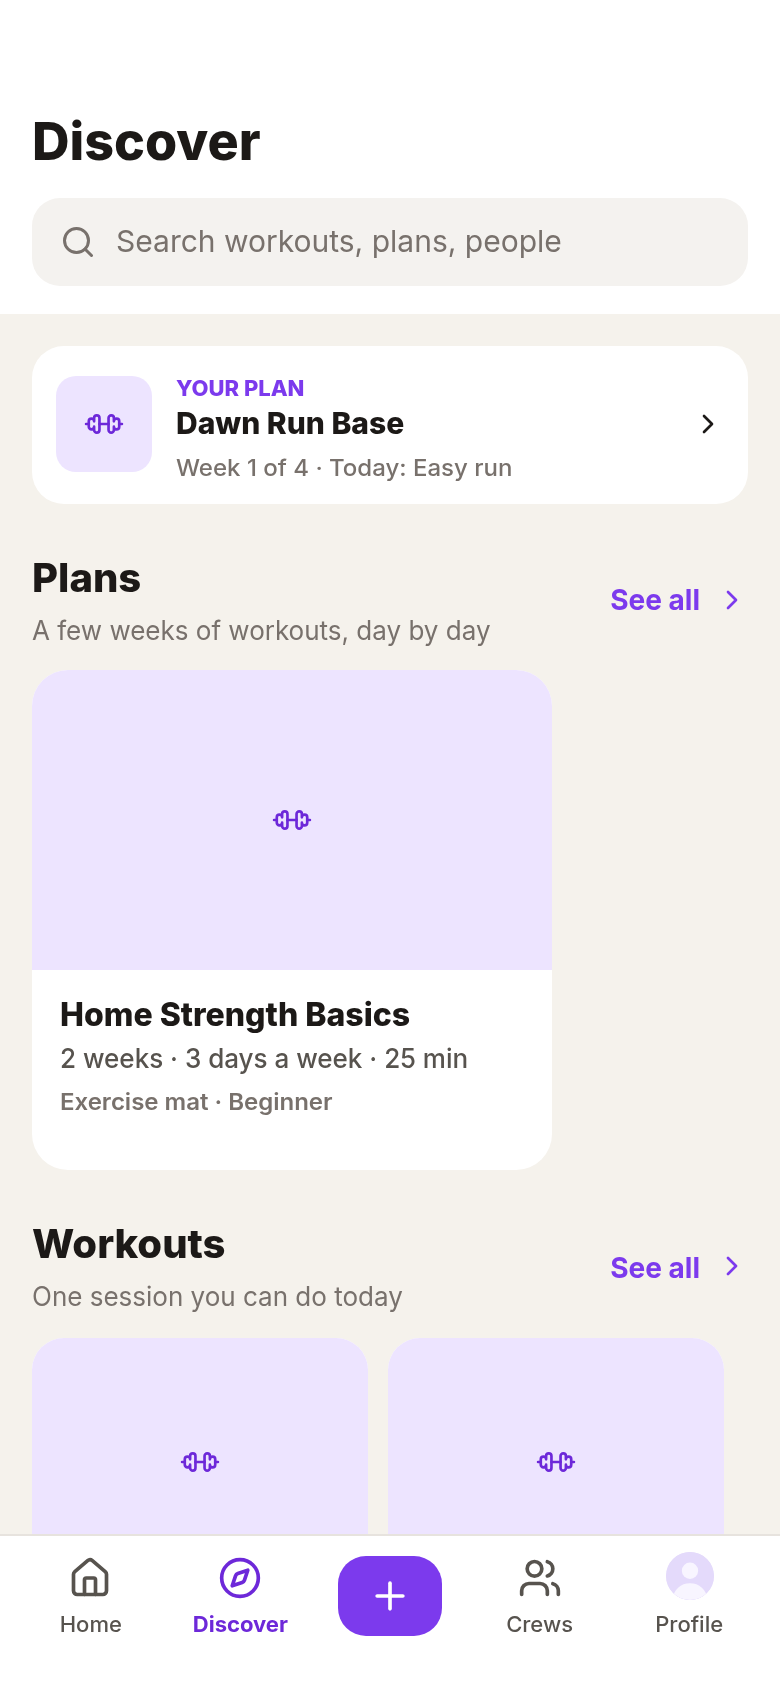 Discover
Search workouts, plans, people
YOUR PLAN
Dawn Run Base
Week 1 of 4 · Today: Easy run
Plans
See all
A few weeks of workouts, day by day
Home Strength Basics
2 weeks · 3 days a week · 25 min
Exercise mat · Beginner
Workouts
See all
One session you can do today
Home
Discover
Crews
Profile